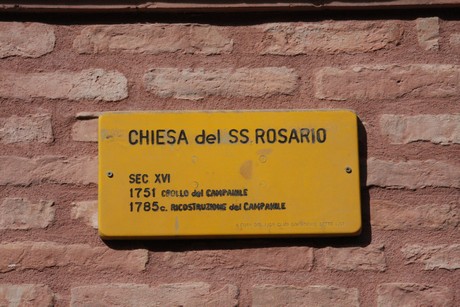 CHIESA del SS ROSARIO
SEC XVI
1751 CROLLO del CAMPANILE
1785c. RICOSTRUZIONE del CAMPANILE